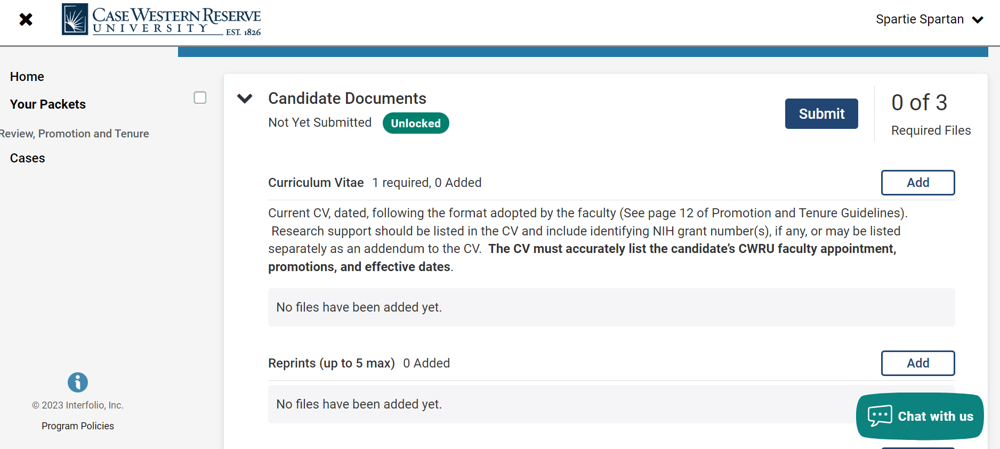 CASE WESTERN RESERVE
UNIVERSITY
EST. 1826
Spartie Spartan
Home
Your Packets
Review, Promotion and Tenure
Cases
Candidate Documents
Not Yet Submitted Unlocked
Submit
0 of 3
Required Files
Curriculum Vitae 1 required, 0 Added
Add
Current CV, dated, following the format adopted by the faculty (See page 12 of Promotion and Tenure Guidelines).
Research support should be listed in the CV and include identifying NIH grant number(s), if any, or may be listed
separately as an addendum to the CV. The CV must accurately list the candidate’s CWRU faculty appointment,
promotions, and effective dates.
No files have been added yet.
Reprints (up to 5 max) 0 Added
Add
No files have been added yet.
Chat with us
© 2023 Interfolio, Inc.
Program Policies